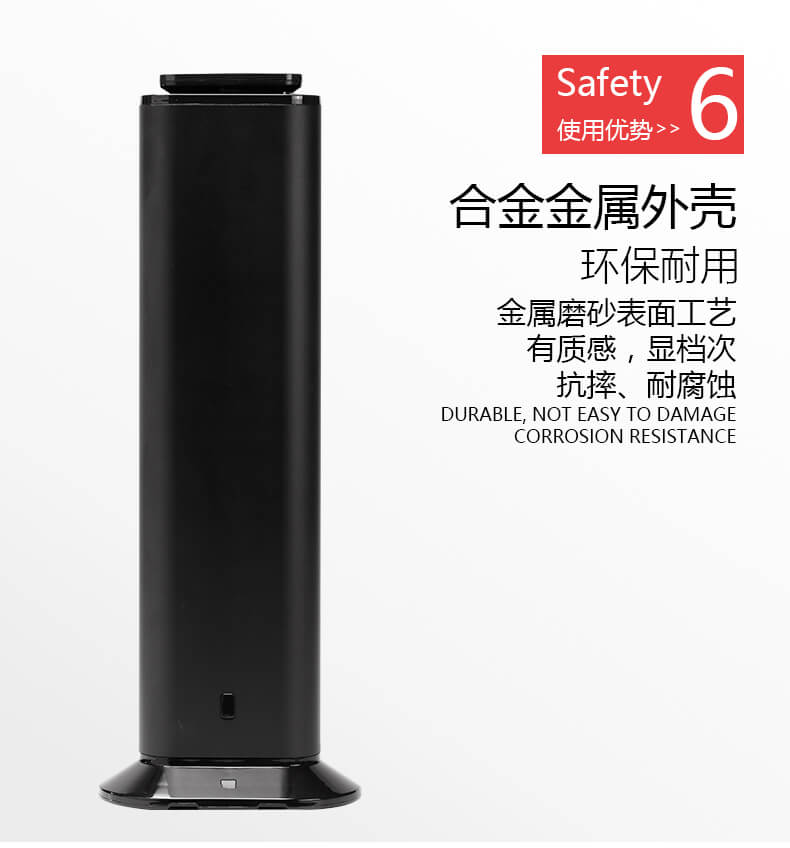 Safety 6
使用优势>>
合金金属外壳
环保耐用
金属磨砂表面工艺
有质感，显档次
抗摔、耐腐蚀
DURABLE, NOT EASY TO DAMAGE
CORROSION RESISTANCE